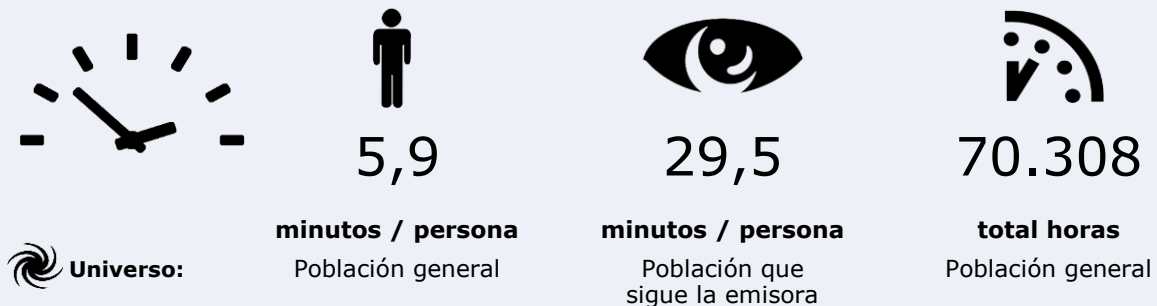 5,9
29,5
70.308
minutos / persona
minutos / persona
total horas
Universo:
Población general
Población que
sigue la emisora
Población general